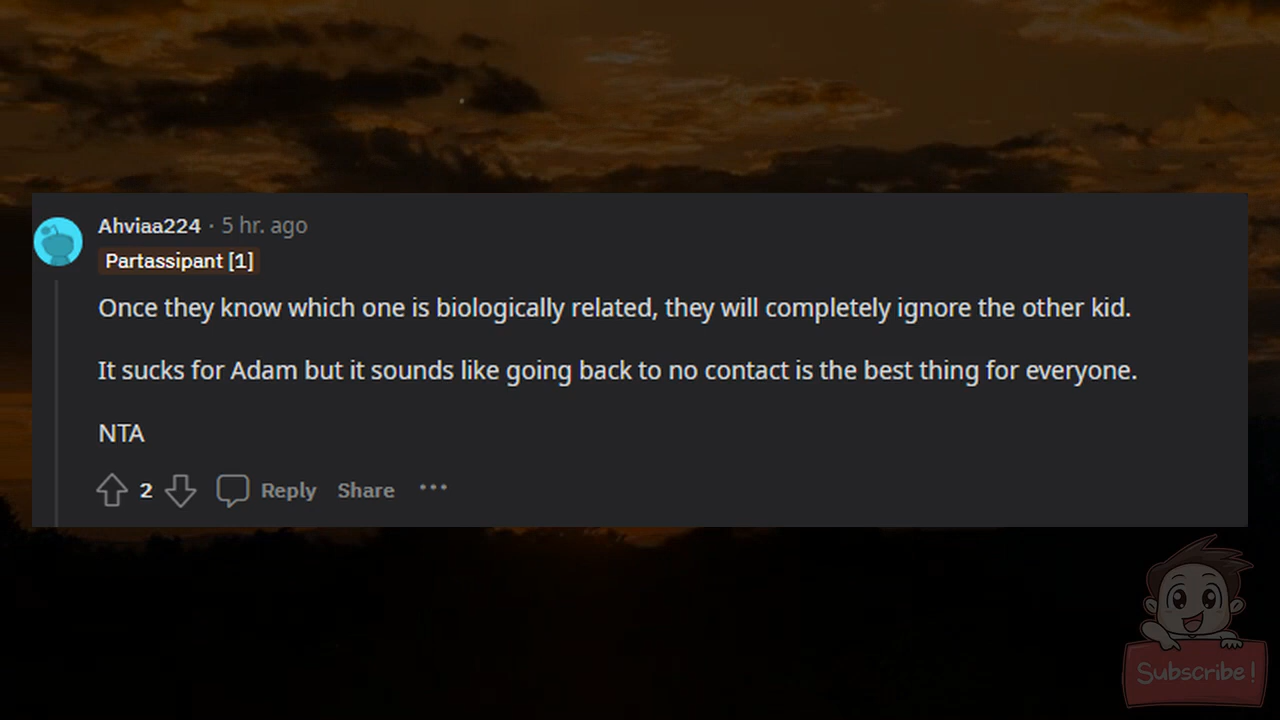 Ahviaa224 · 5 hr. ago
Partassipant [1]
Once they know which one is biologically related, they will completely ignore the other kid.
It sucks for Adam but it sounds like going back to no contact is the best thing for everyone.
NTA
2 Reply Share ···
Subscribe!